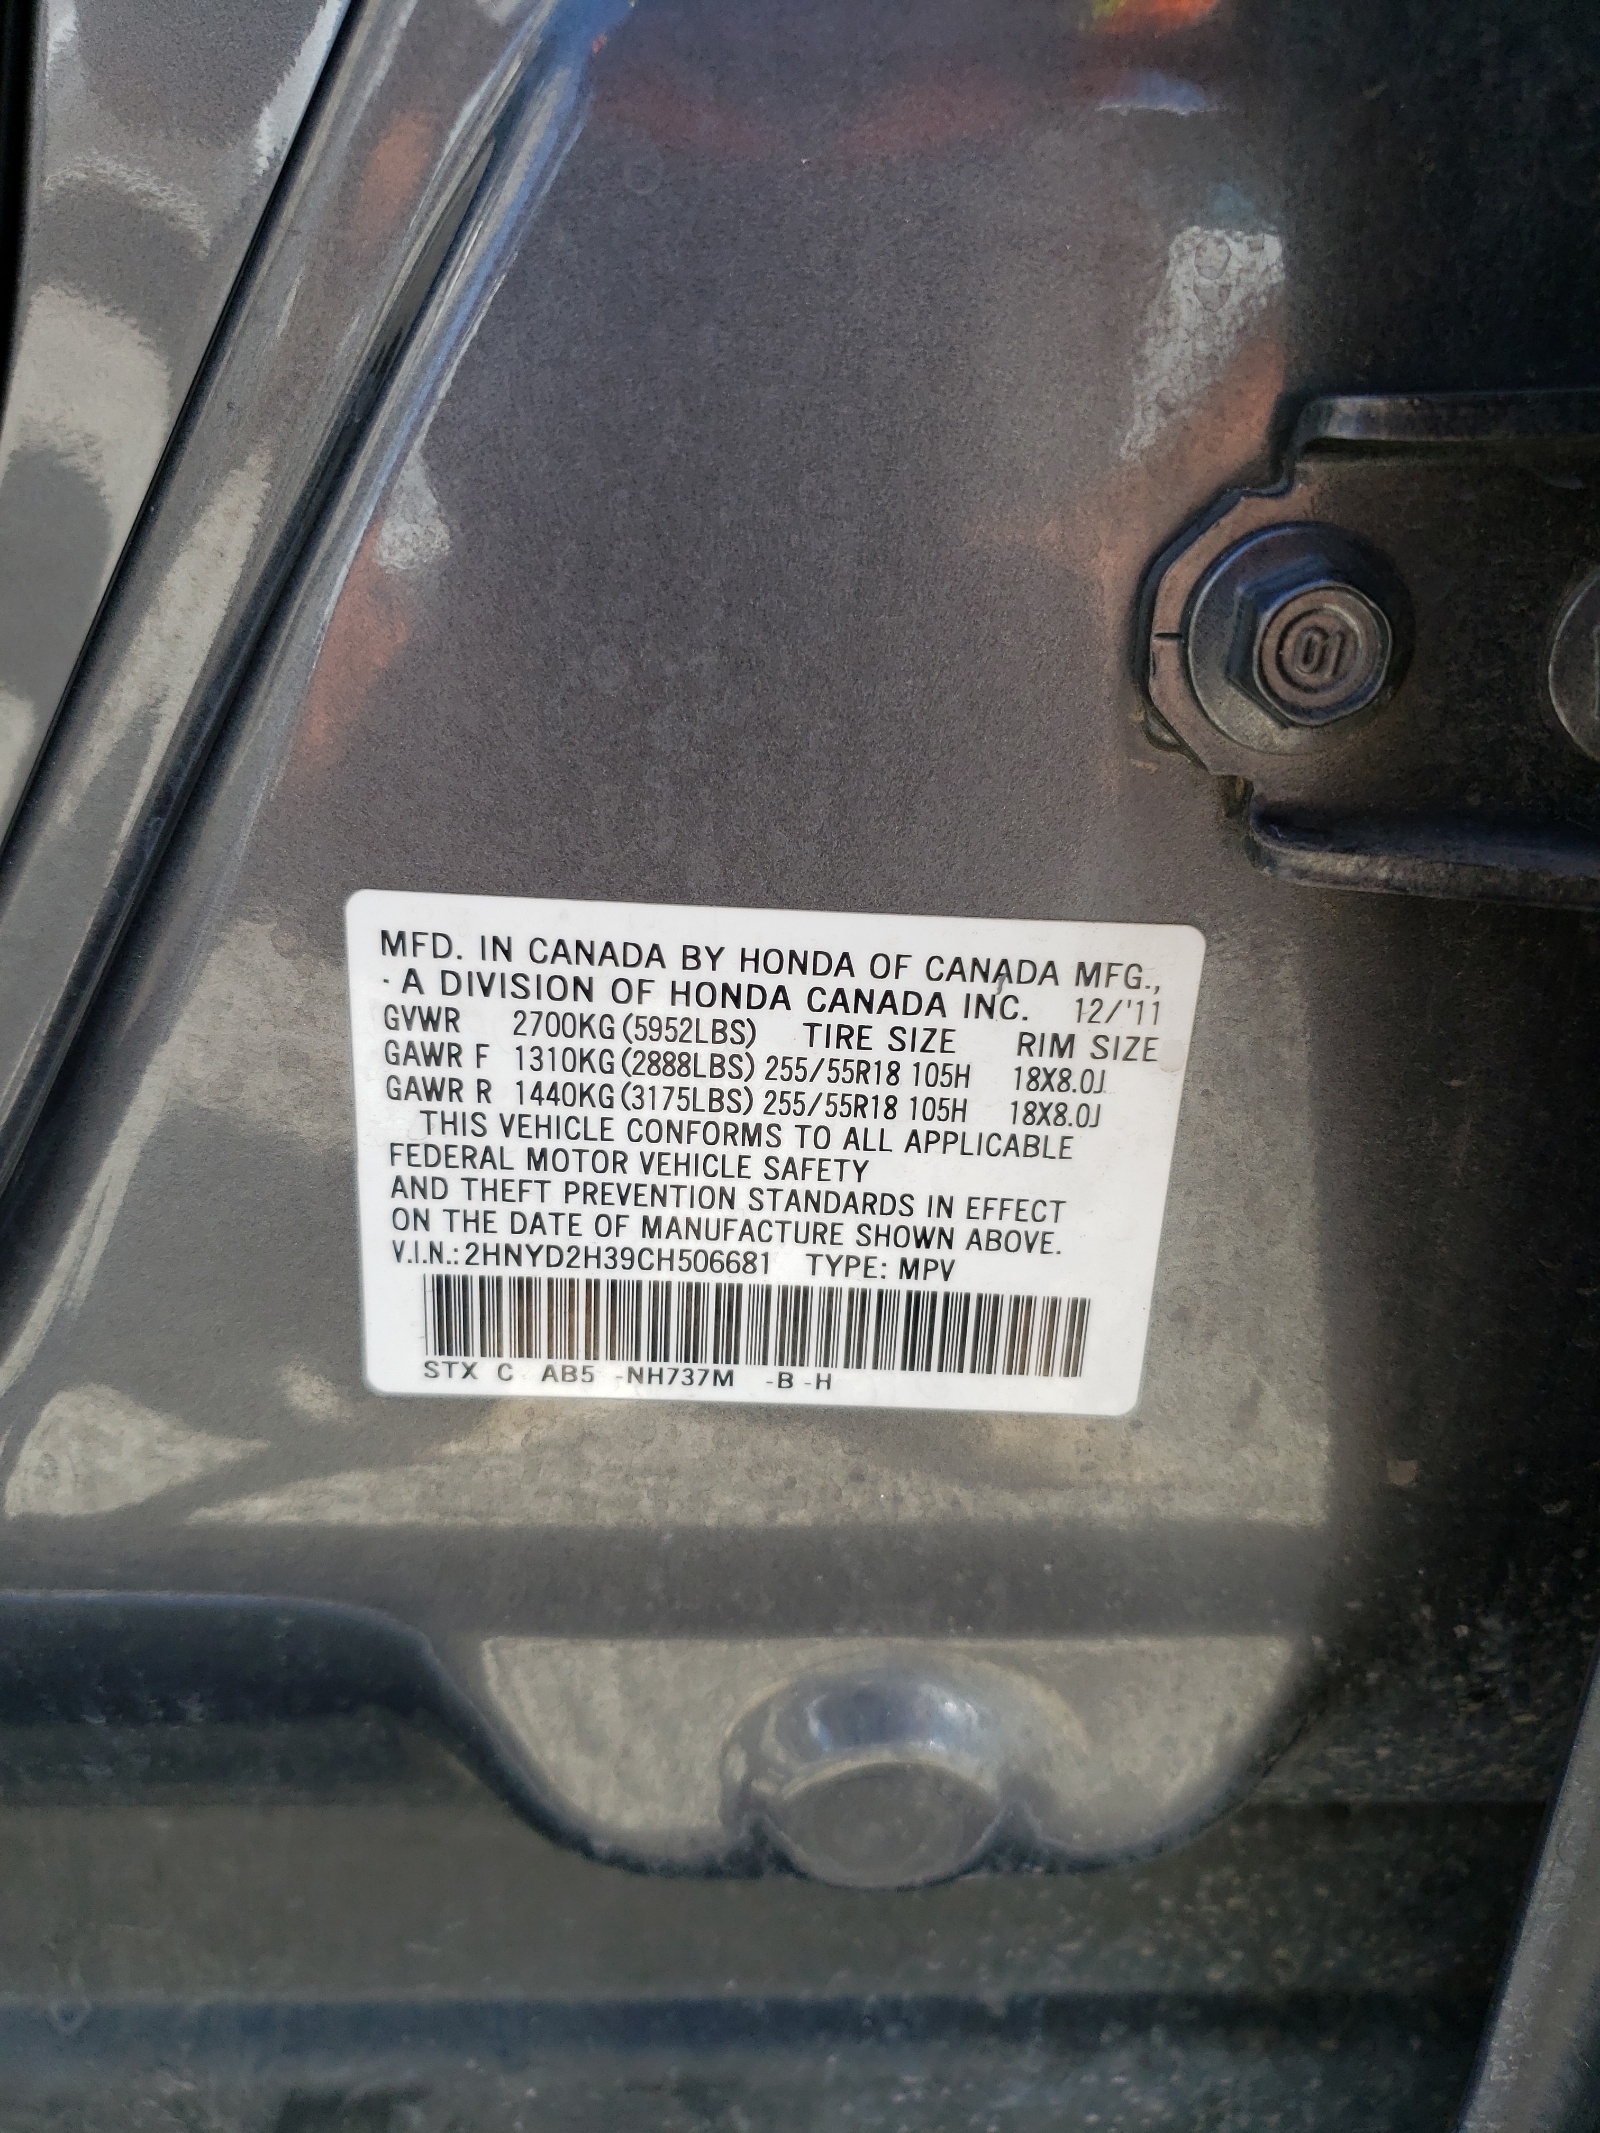 01
MFD. IN CANADA BY HONDA OF CANADA MFG.,
A DIVISION OF HONDA CANADA INC. 12/'11
GVWR 2700KG (5952LBS) TIRE SIZE RIM SIZE
GAWR F 1310KG (2888LBS) 255/55R18 105H 18X8.0J
GAWR R 1440KG (3175LBS) 255/55R18 105H 18X8.0J
THIS VEHICLE CONFORMS TO ALL APPLICABLE
FEDERAL MOTOR VEHICLE SAFETY
AND THEFT PREVENTION STANDARDS IN EFFECT
ON THE DATE OF MANUFACTURE SHOWN ABOVE.
V.I.N.: 2HNYD2H39CH506681 TYPE: MPV
STX C AB5 -NH737M -B -H